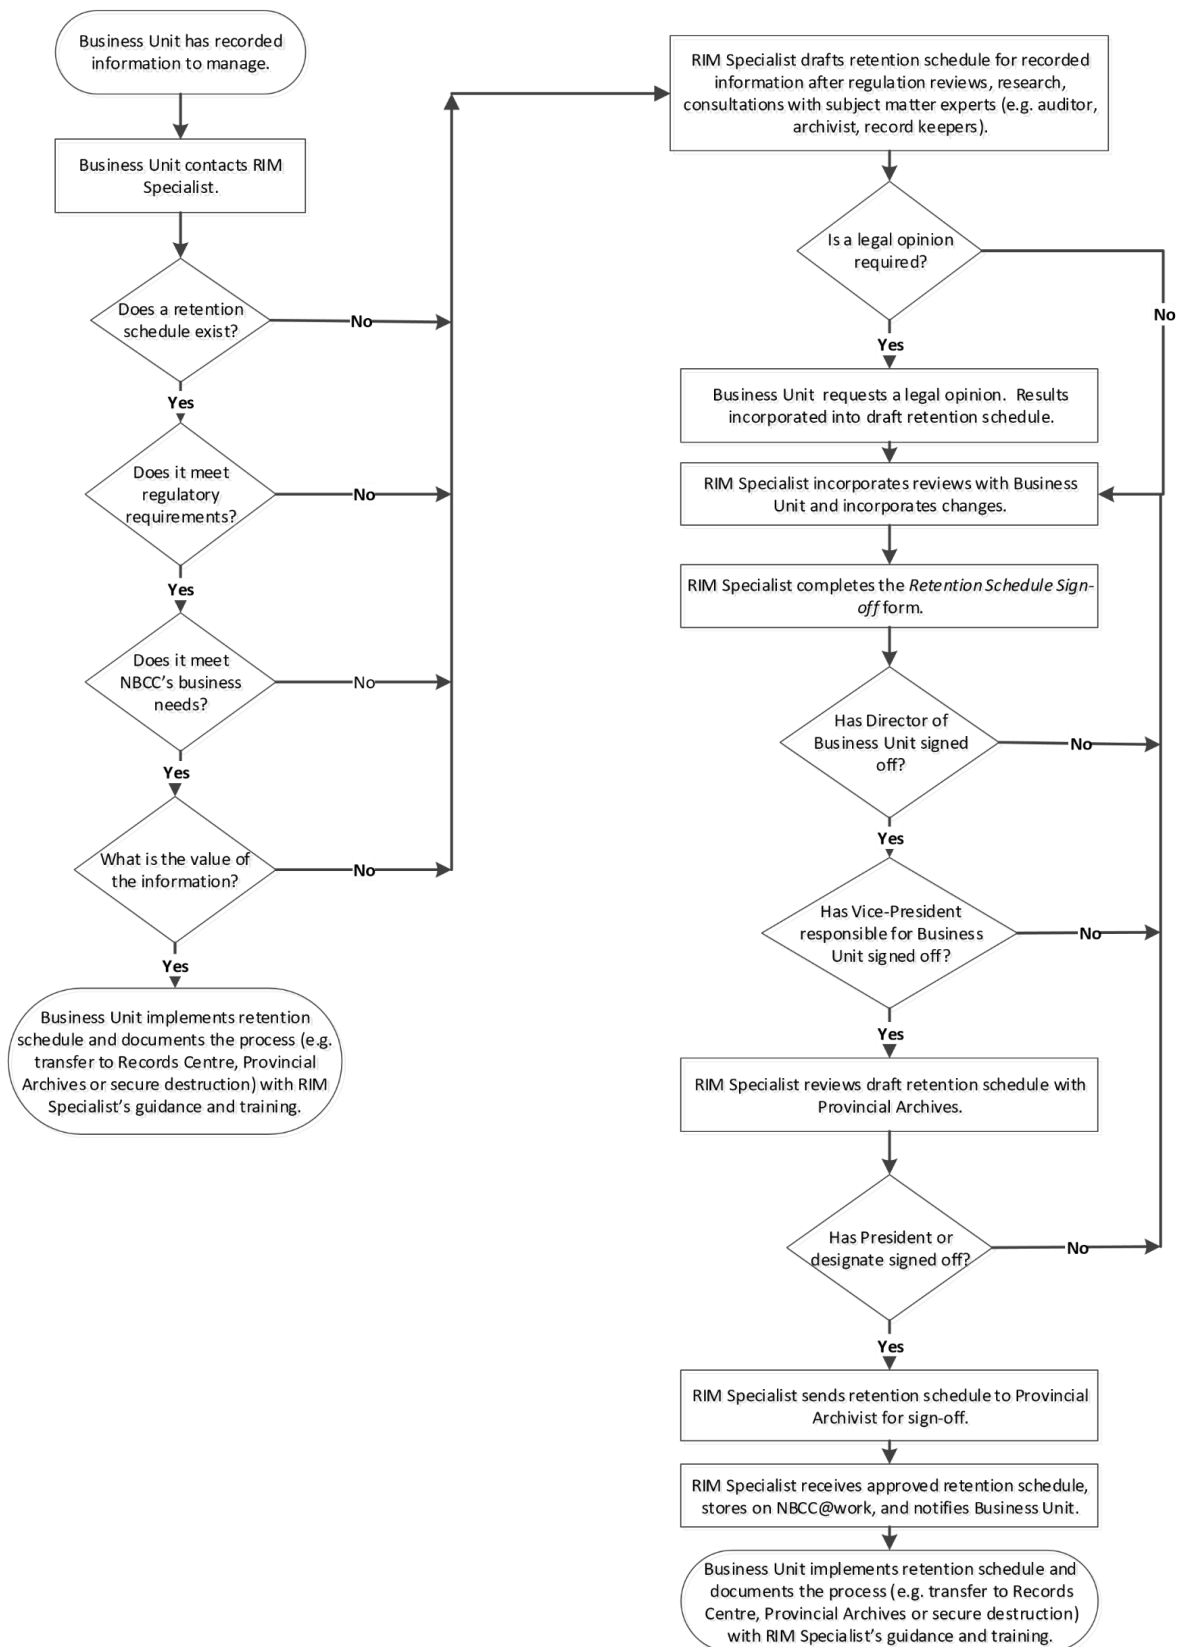 Business Unit has recorded
information to manage.
Business Unit contacts RIM
Specialist.
Does a retention
schedule exist?
No
Yes
Does it meet
regulatory
requirements?
No
Yes
Does it meet
NBCC’s business
needs?
No
Yes
What is the value of
the information?
No
Yes
Business Unit implements retention
schedule and documents the process (e.g.
transfer to Records Centre, Provincial
Archives or secure destruction) with RIM
Specialist’s guidance and training.
RIM Specialist drafts retention schedule for recorded
information after regulation reviews, research,
consultations with subject matter experts (e.g. auditor,
archivist, record keepers).
Is a legal opinion
required?
No
Yes
Business Unit requests a legal opinion. Results
incorporated into draft retention schedule.
RIM Specialist incorporates reviews with Business
Unit and incorporates changes.
RIM Specialist completes the Retention Schedule Sign-
off form.
Has Director of
Business Unit signed
off?
No
Yes
Has Vice-President
responsible for Business
Unit signed off?
No
Yes
RIM Specialist reviews draft retention schedule with
Provincial Archives.
Has President or
designate signed off?
No
Yes
RIM Specialist sends retention schedule to Provincial
Archivist for sign-off.
RIM Specialist receives approved retention schedule,
stores on NBCC@work, and notifies Business Unit.
Business Unit implements retention schedule and
documents the process (e.g. transfer to Records
Centre, Provincial Archives or secure destruction)
with RIM Specialist’s guidance and training.